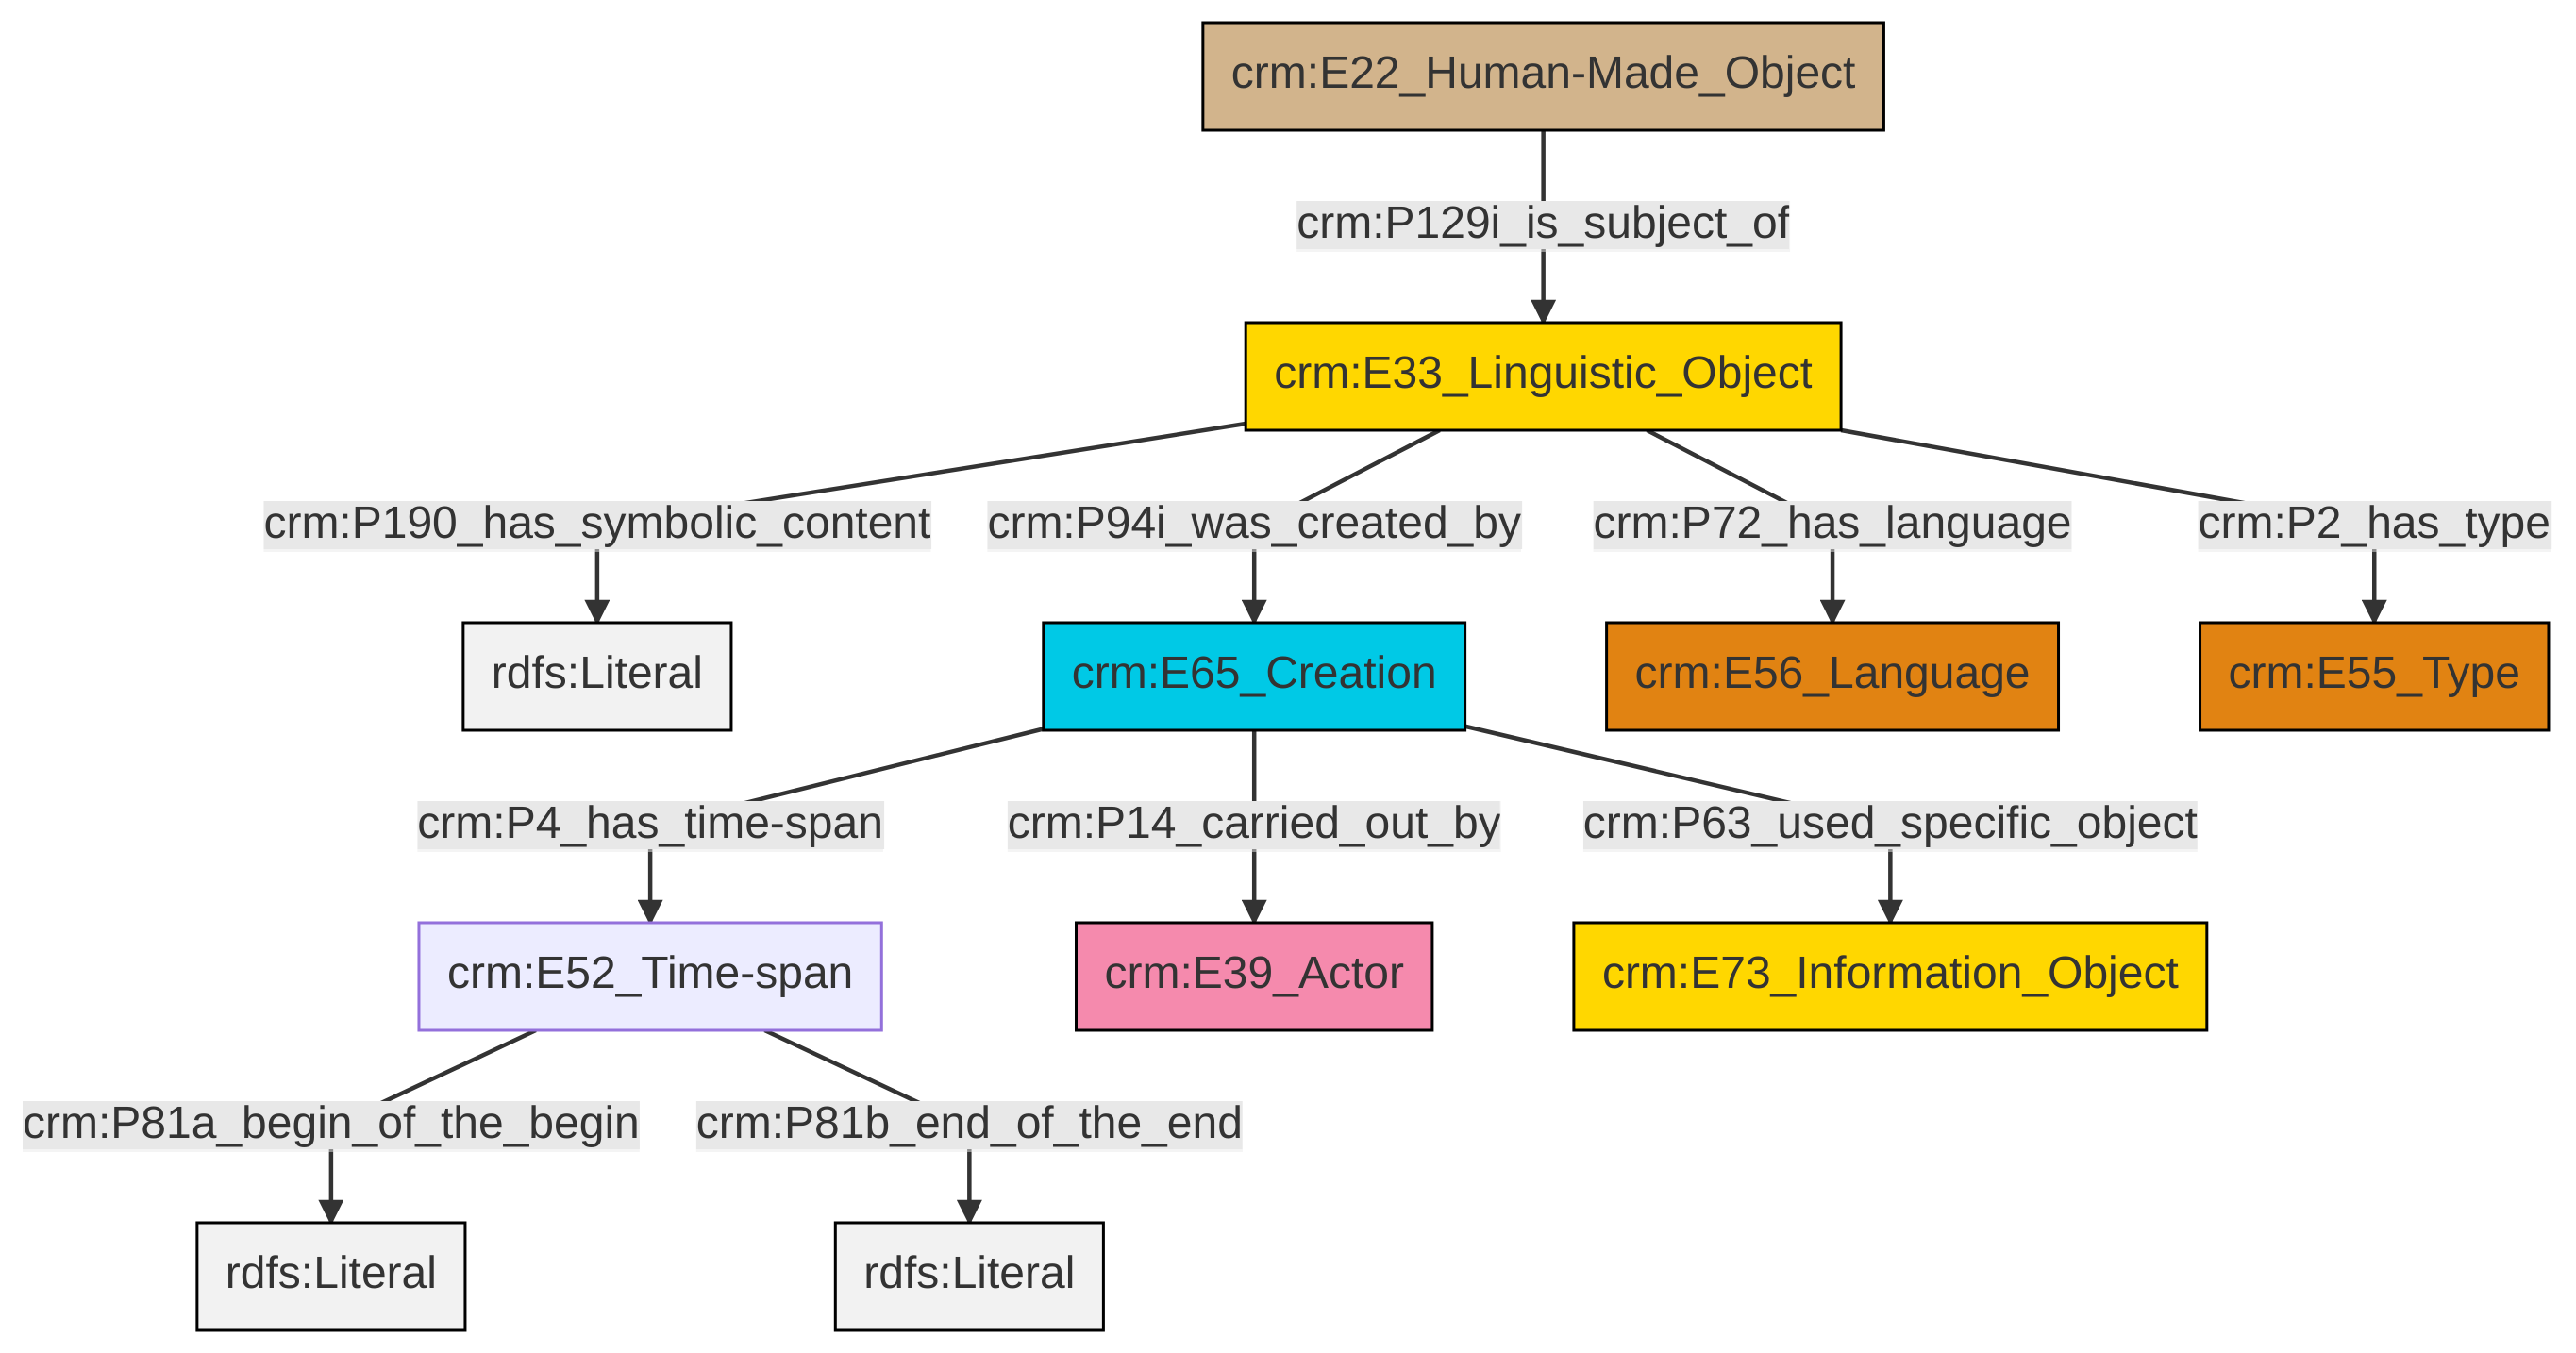 crm:E22_Human-Made_Object
crm:P129i_is_subject_of
crm:E33_Linguistic_Object
crm:P190_has_symbolic_content
crm:P94i_was_created_by
crm:P72_has_language
crm:P2_has_type
rdfs:Literal
crm:E65_Creation
crm:E56_Language
crm:E55_Type
crm:P4_has_time-span
crm:P14_carried_out_by
crm:P63_used_specific_object
crm:E52_Time-span
crm:E39_Actor
crm:E73_Information_Object
crm:P81a_begin_of_the_begin
crm:P81b_end_of_the_end
rdfs:Literal
rdfs:Literal